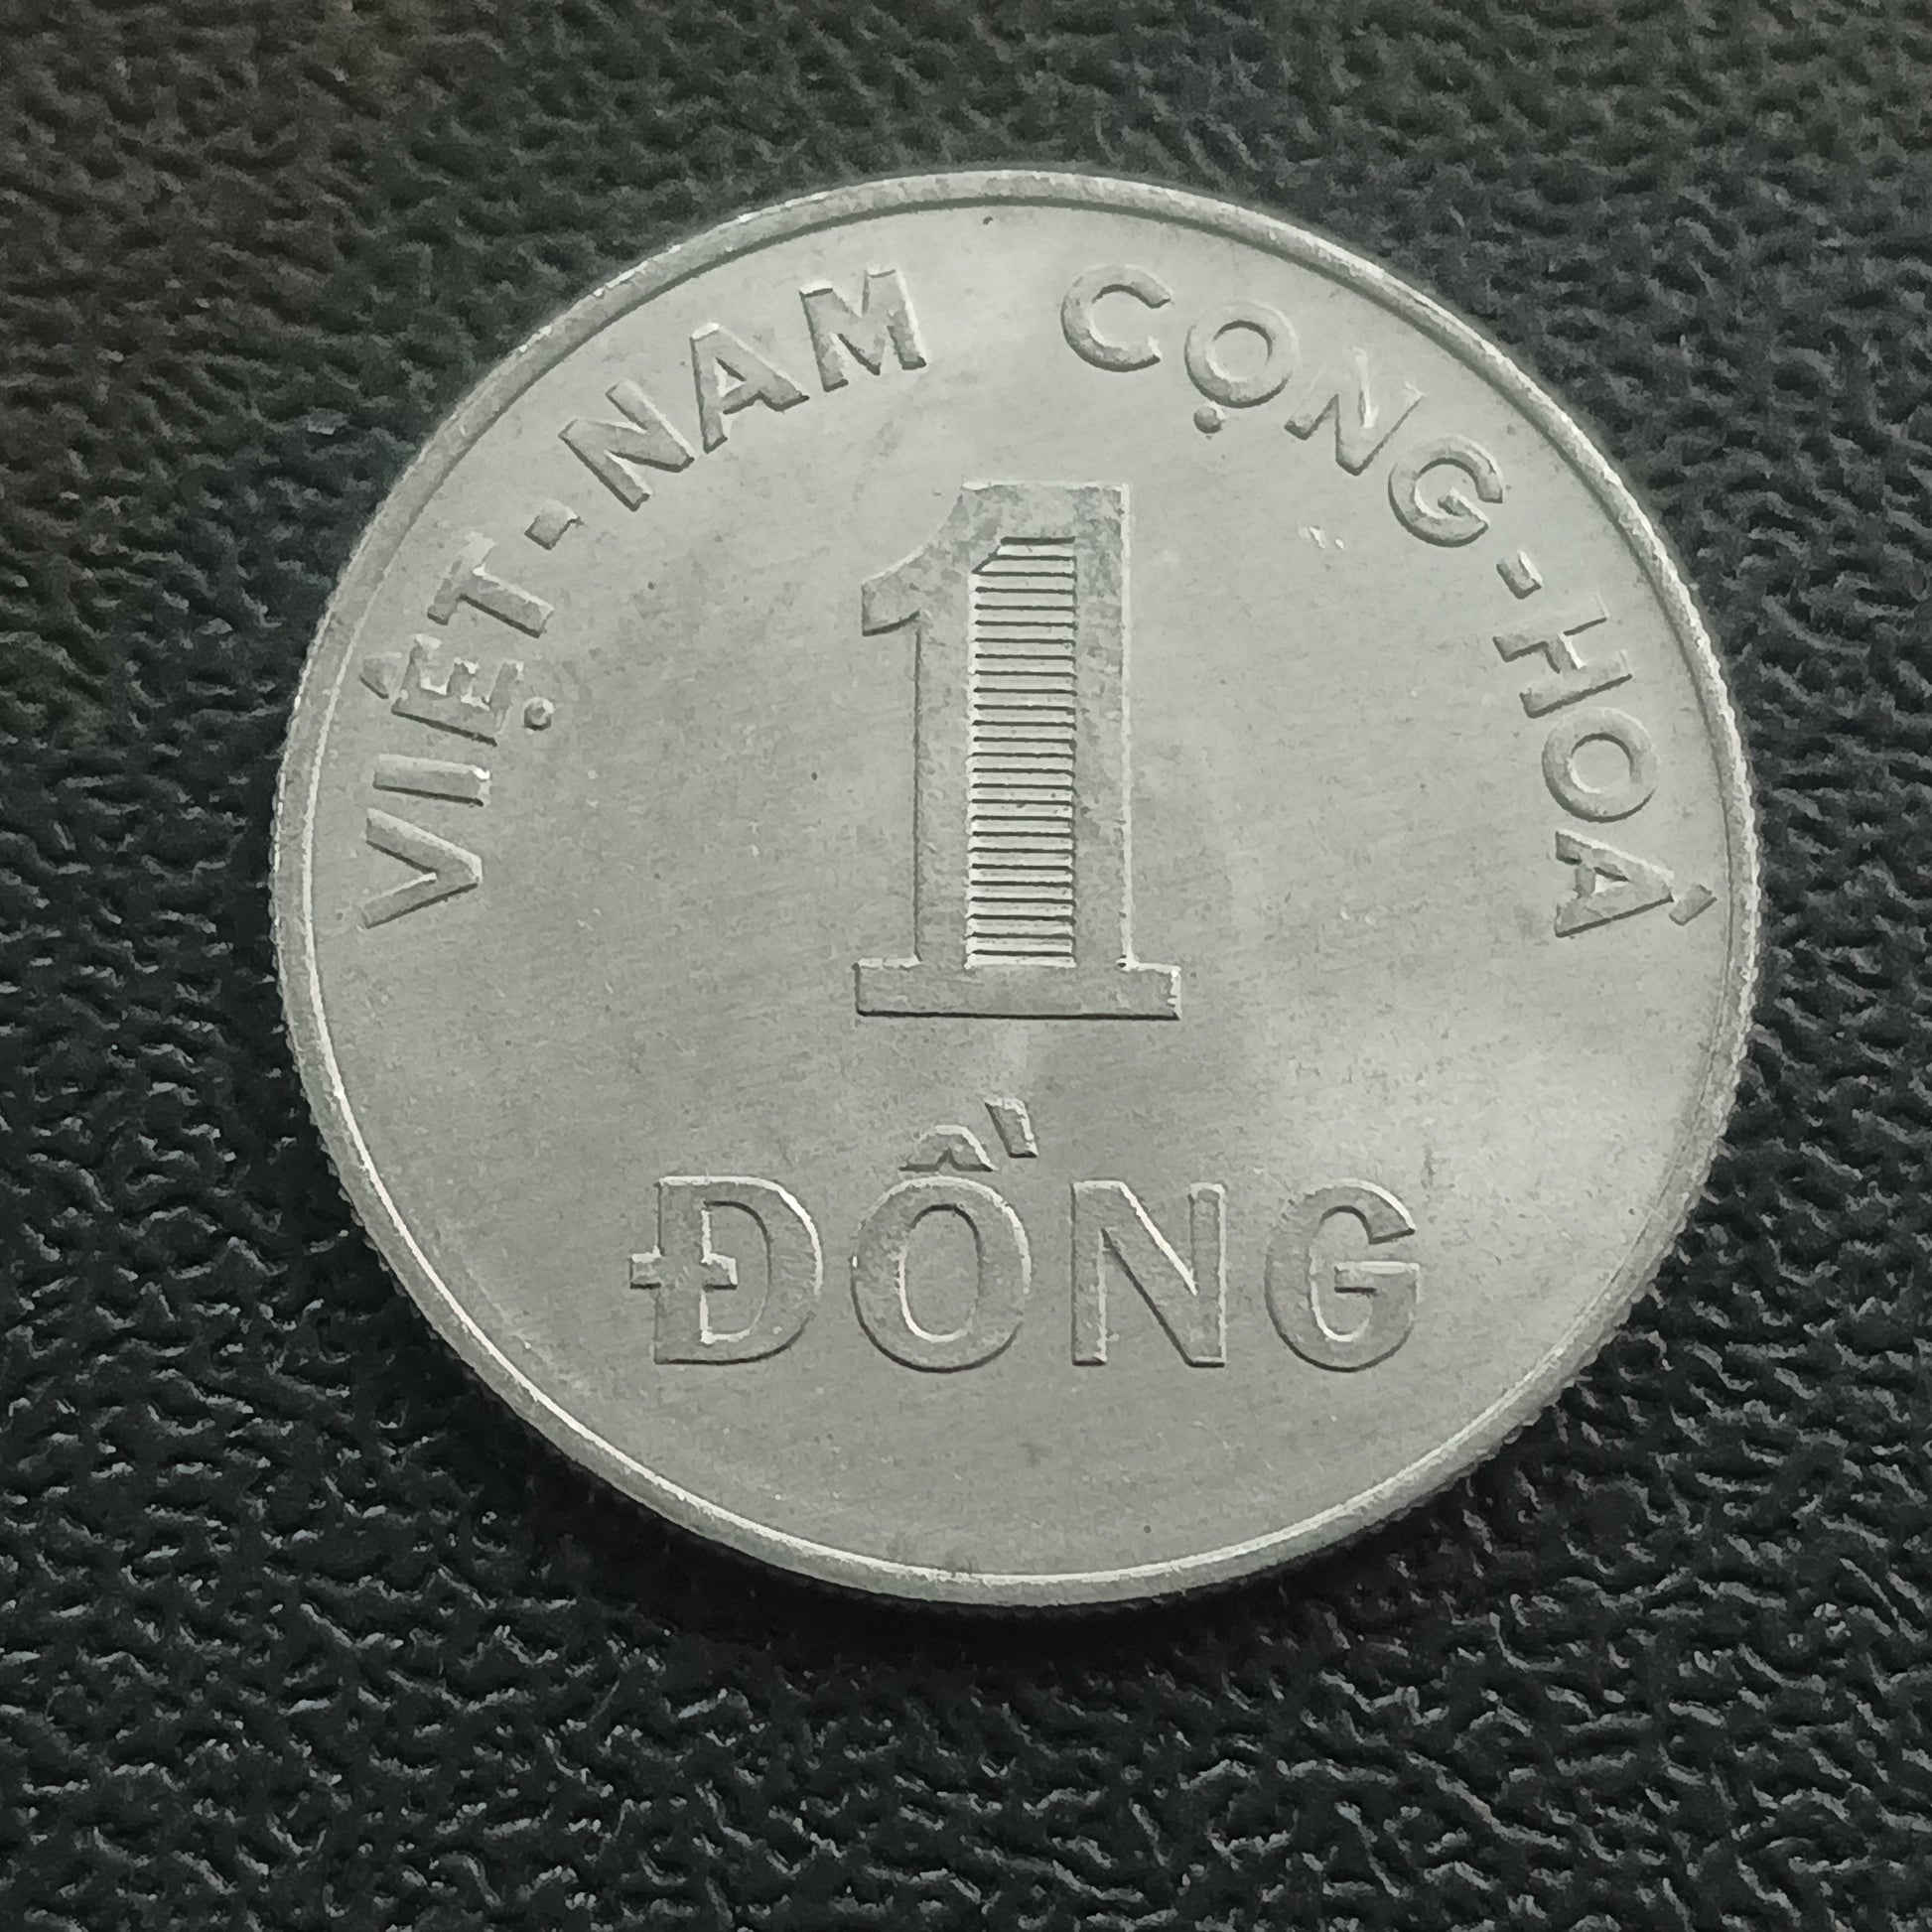 VIỆT-NAM CỘNG-HOÀ
1
ĐỒNG